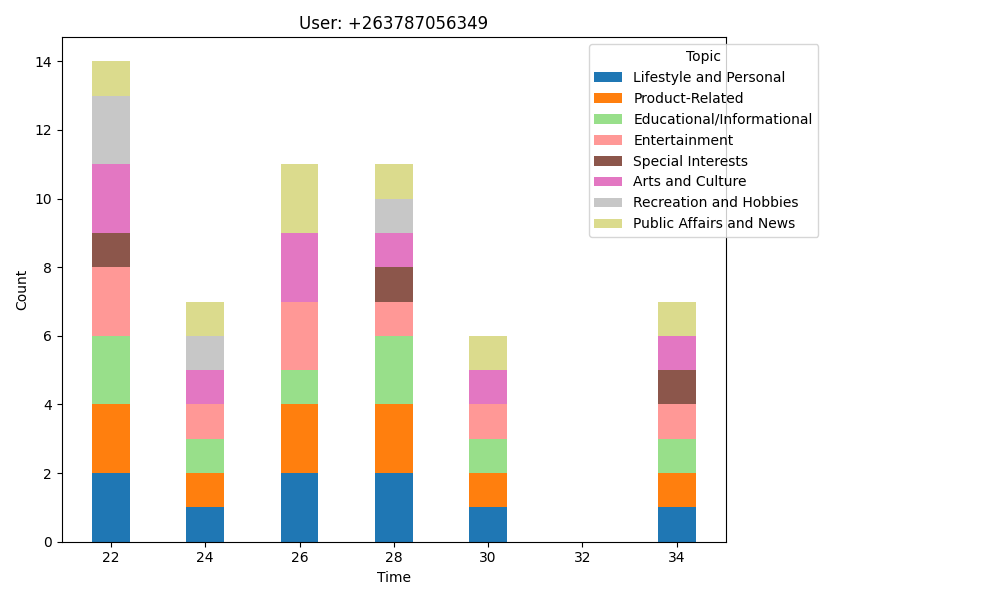 User: +263787056349
Topic
Lifestyle and Personal
Product-Related
Educational/Informational
Entertainment
Special Interests
Arts and Culture
Recreation and Hobbies
Public Affairs and News
Count
14
12
10
8
6
4
2
0
22 24 26 28 30 32 34
Time